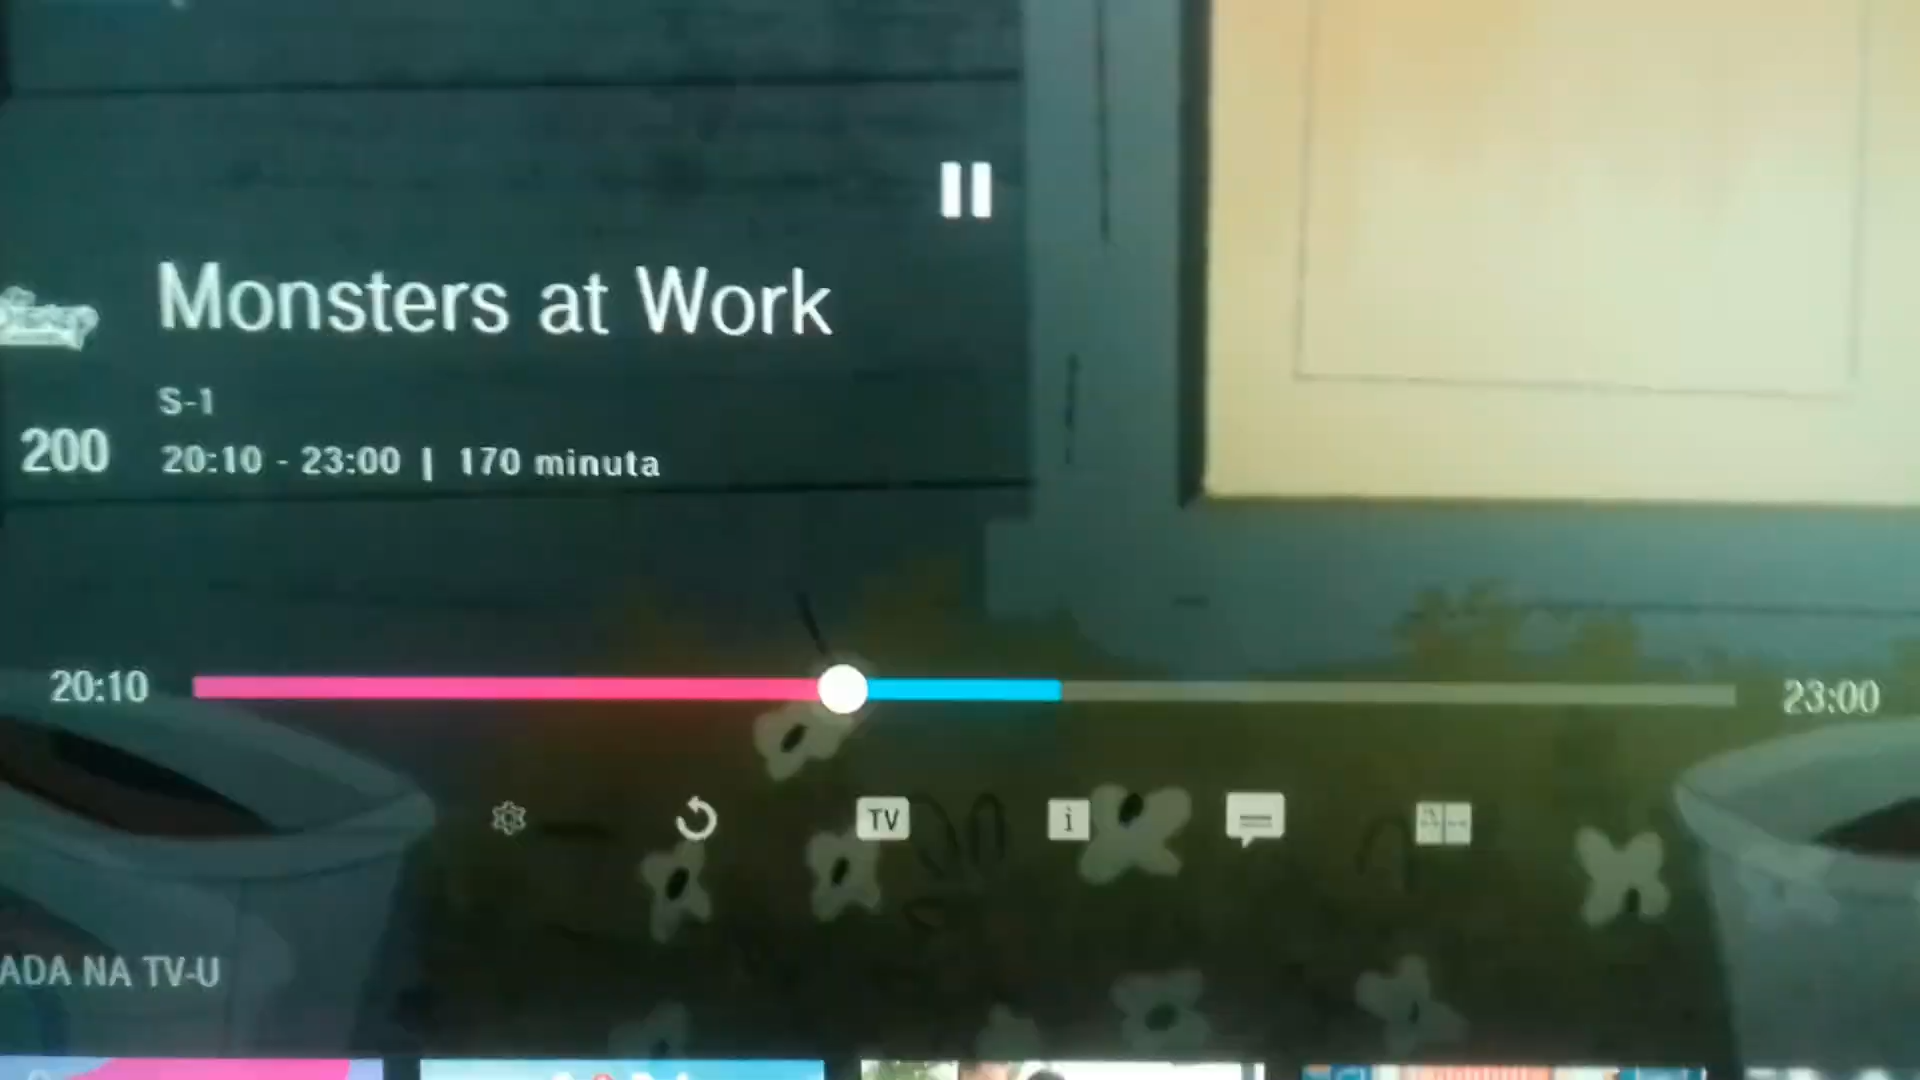 Monsters at Work
S-1
200
20:10 - 23:00 | 170 minuta
20:10
23:00
TV
i
ADA NA TV-U